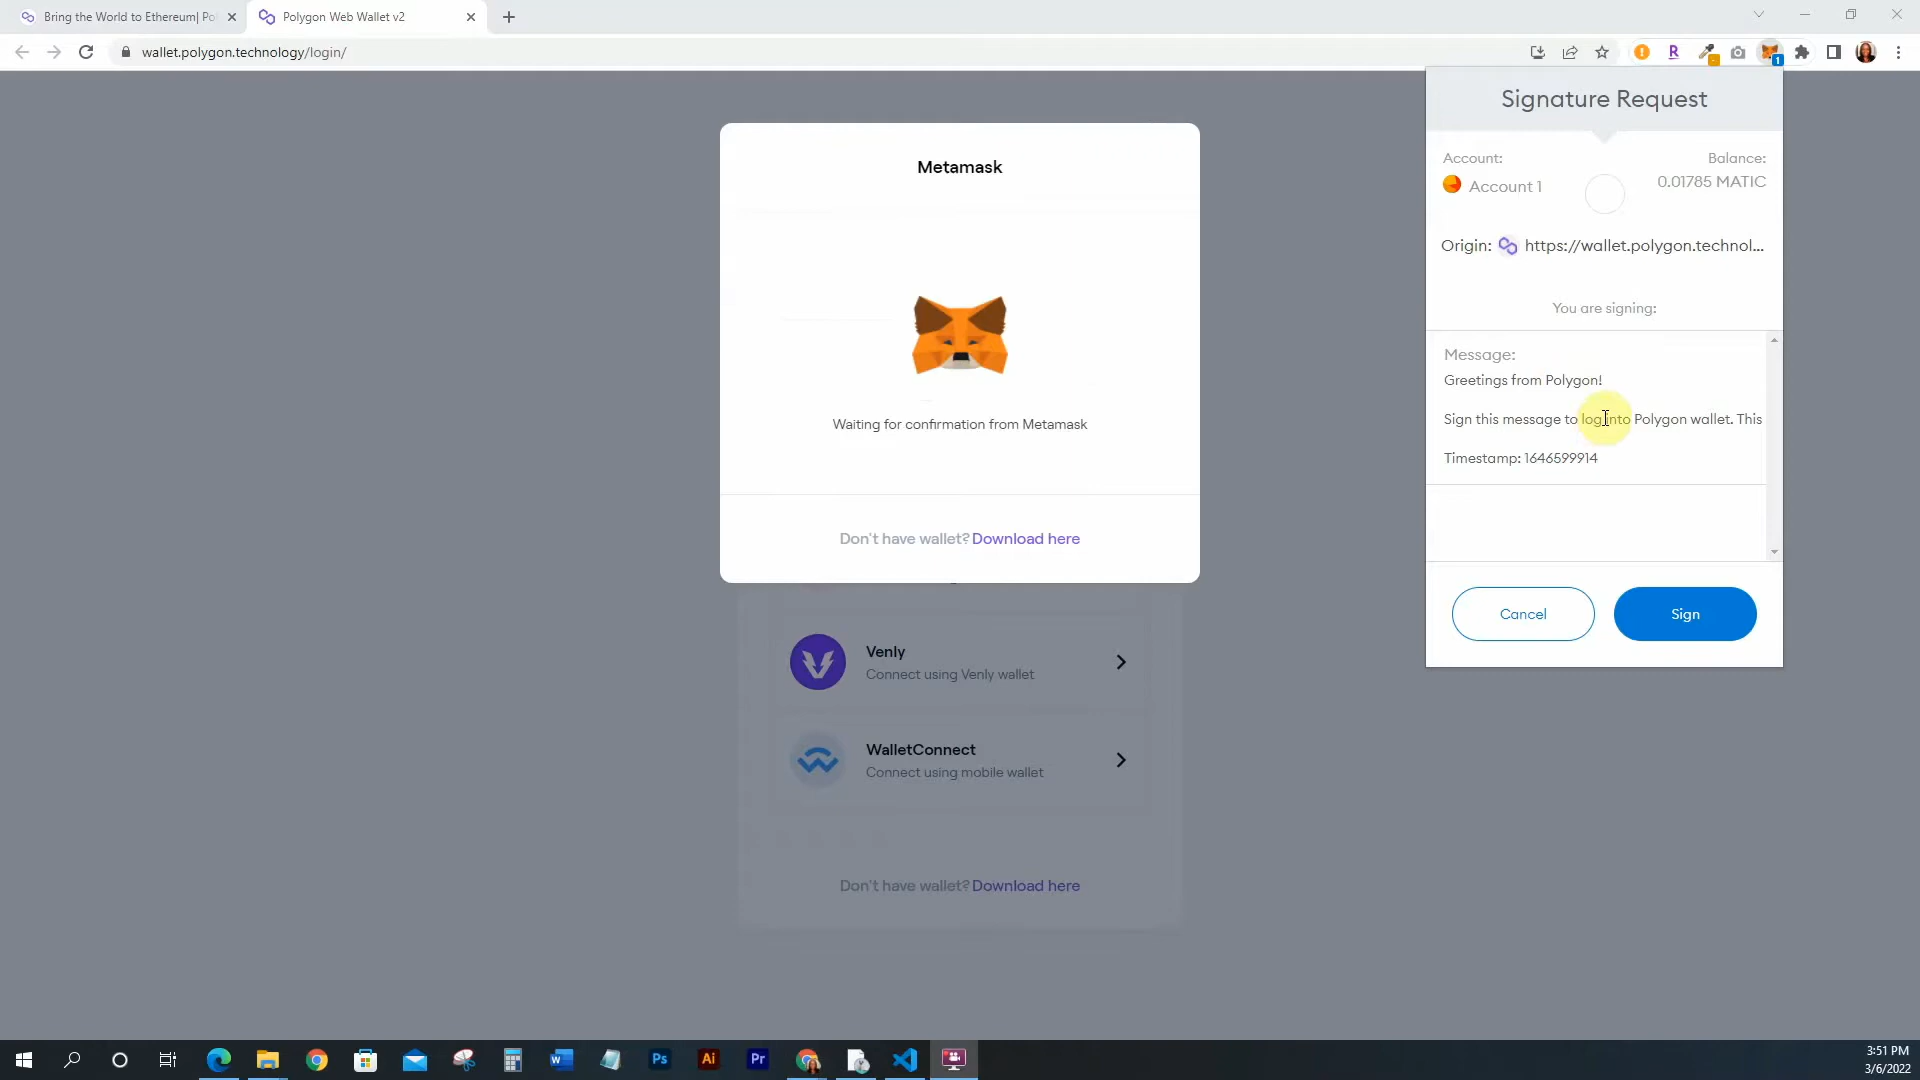 Bring the World to Ethereum| Po
Polygon Web Wallet v2
wallet.polygon.technology/login/
R
1
Signature Request
Metamask
Account:
Balance:
Account 1
0.01785 MATIC
Origin:
https://wallet.polygon.technol...
You are signing:
Message:
Greetings from Polygon!
Sign this message to log into Polygon wallet. This
Timestamp: 1646599914
Waiting for confirmation from Metamask
Don't have wallet? Download here
Cancel
Sign
Venly
Connect using Venly wallet
WalletConnect
Connect using mobile wallet
Don't have wallet? Download here
Ps
Ai
Pr
3:51 PM
3/6/2022